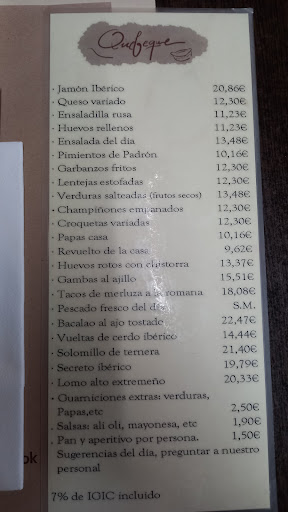 Quefeque
· Jamón Ibérico 20,86€
· Queso variado 12,30€
· Ensaladilla rusa 11,23€
· Huevos rellenos 11,23€
· Ensalada del día 13,48€
· Pimientos de Padrón 10,16€
· Garbanzos fritos 12,30€
· Lentejas estofadas 12,30€
· Verduras salteadas (frutos secos) 13,48€
· Champiñones empanados 12,30€
· Croquetas variadas 12,30€
· Papas casa 10,16€
· Revuelto de la casa 9,62€
· Huevos rotos con chistorra 13,37€
· Gambas al ajillo 15,51€
· Tacos de merluza a la romana 18,08€
· Pescado fresco del día S.M.
· Bacalao al ajo tostado 22,47€
· Vueltas de cerdo ibérico 14,44€
· Solomillo de ternera 21,40€
· Secreto ibérico 19,79€
· Lomo alto extremeño 20,33€
· Guarniciones extras: verduras,
Papas,etc 2,50€
· Salsas: ali oli, mayonesa, etc 1,90€
· Pan y aperitivo por persona. 1,50€
Sugerencias del día, preguntar a nuestro
personal
7% de IGIC incluido
ok